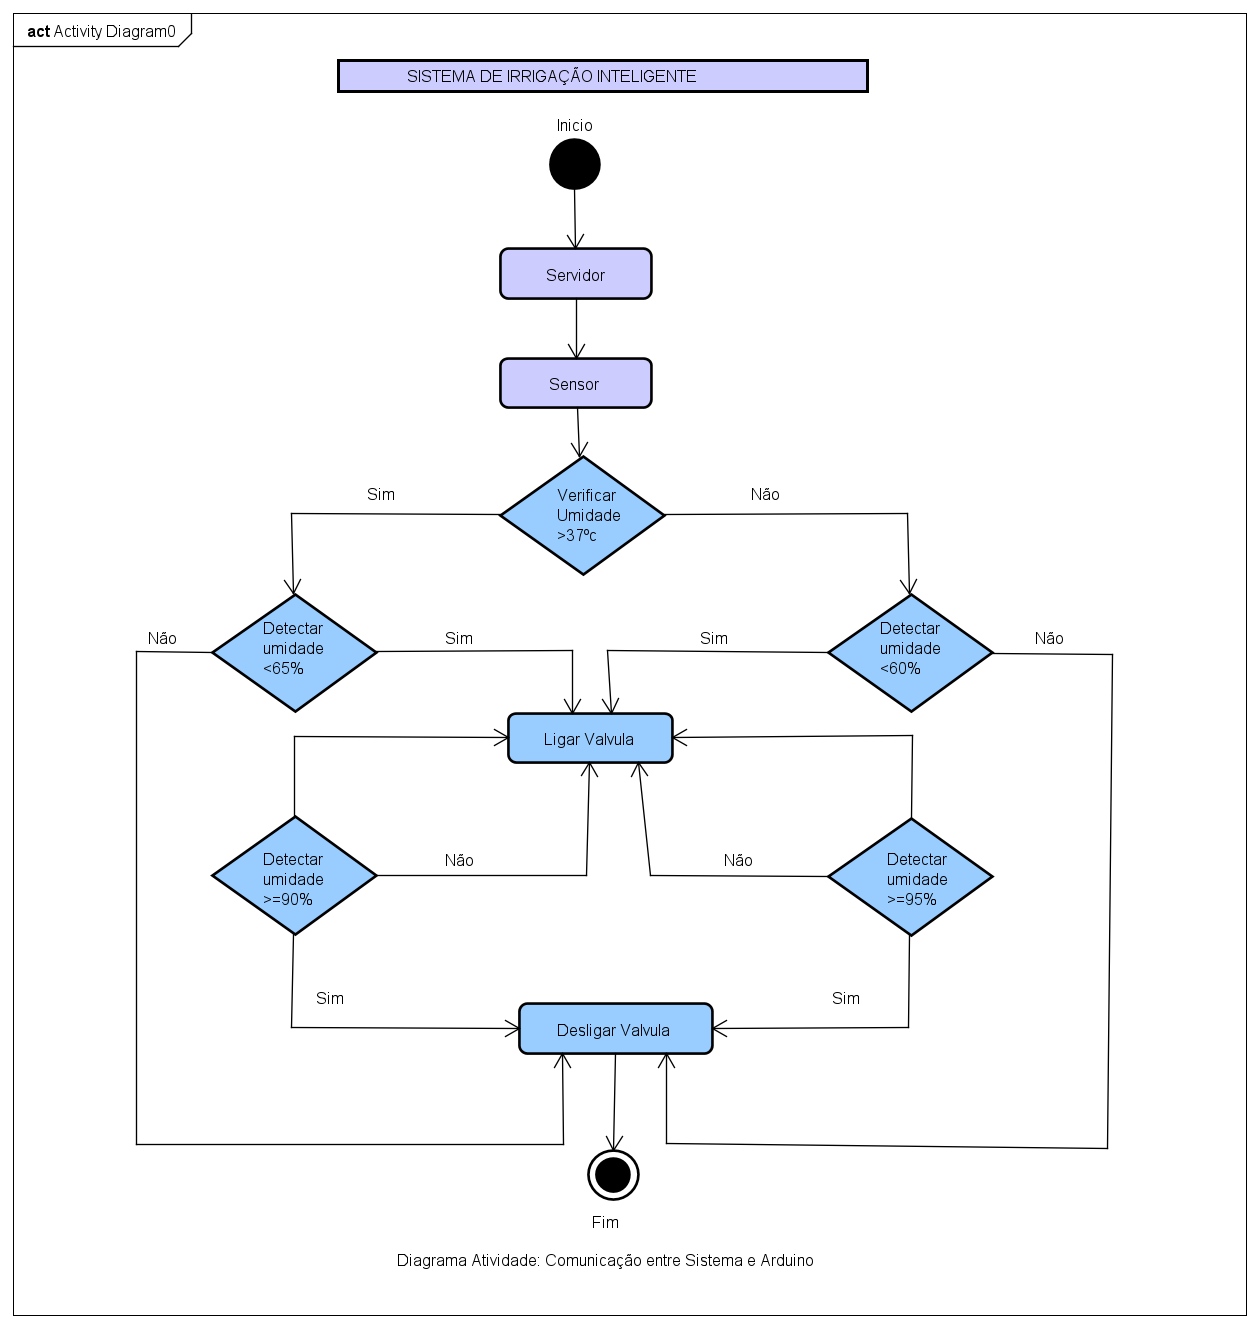 act Activity Diagram0
SISTEMA DE IRRIGAÇÃO INTELIGENTE
Inicio
Servidor
Sensor
Verificar
Umidade
>37ºc
Sim
Não
Detectar
umidade
<65%
Não
Sim
Detectar
umidade
<60%
Sim
Não
Ligar Valvula
Detectar
umidade
>=90%
Não
Detectar
umidade
>=95%
Não
Sim
Sim
Desligar Valvula
Fim
Diagrama Atividade: Comunicação entre Sistema e Arduino